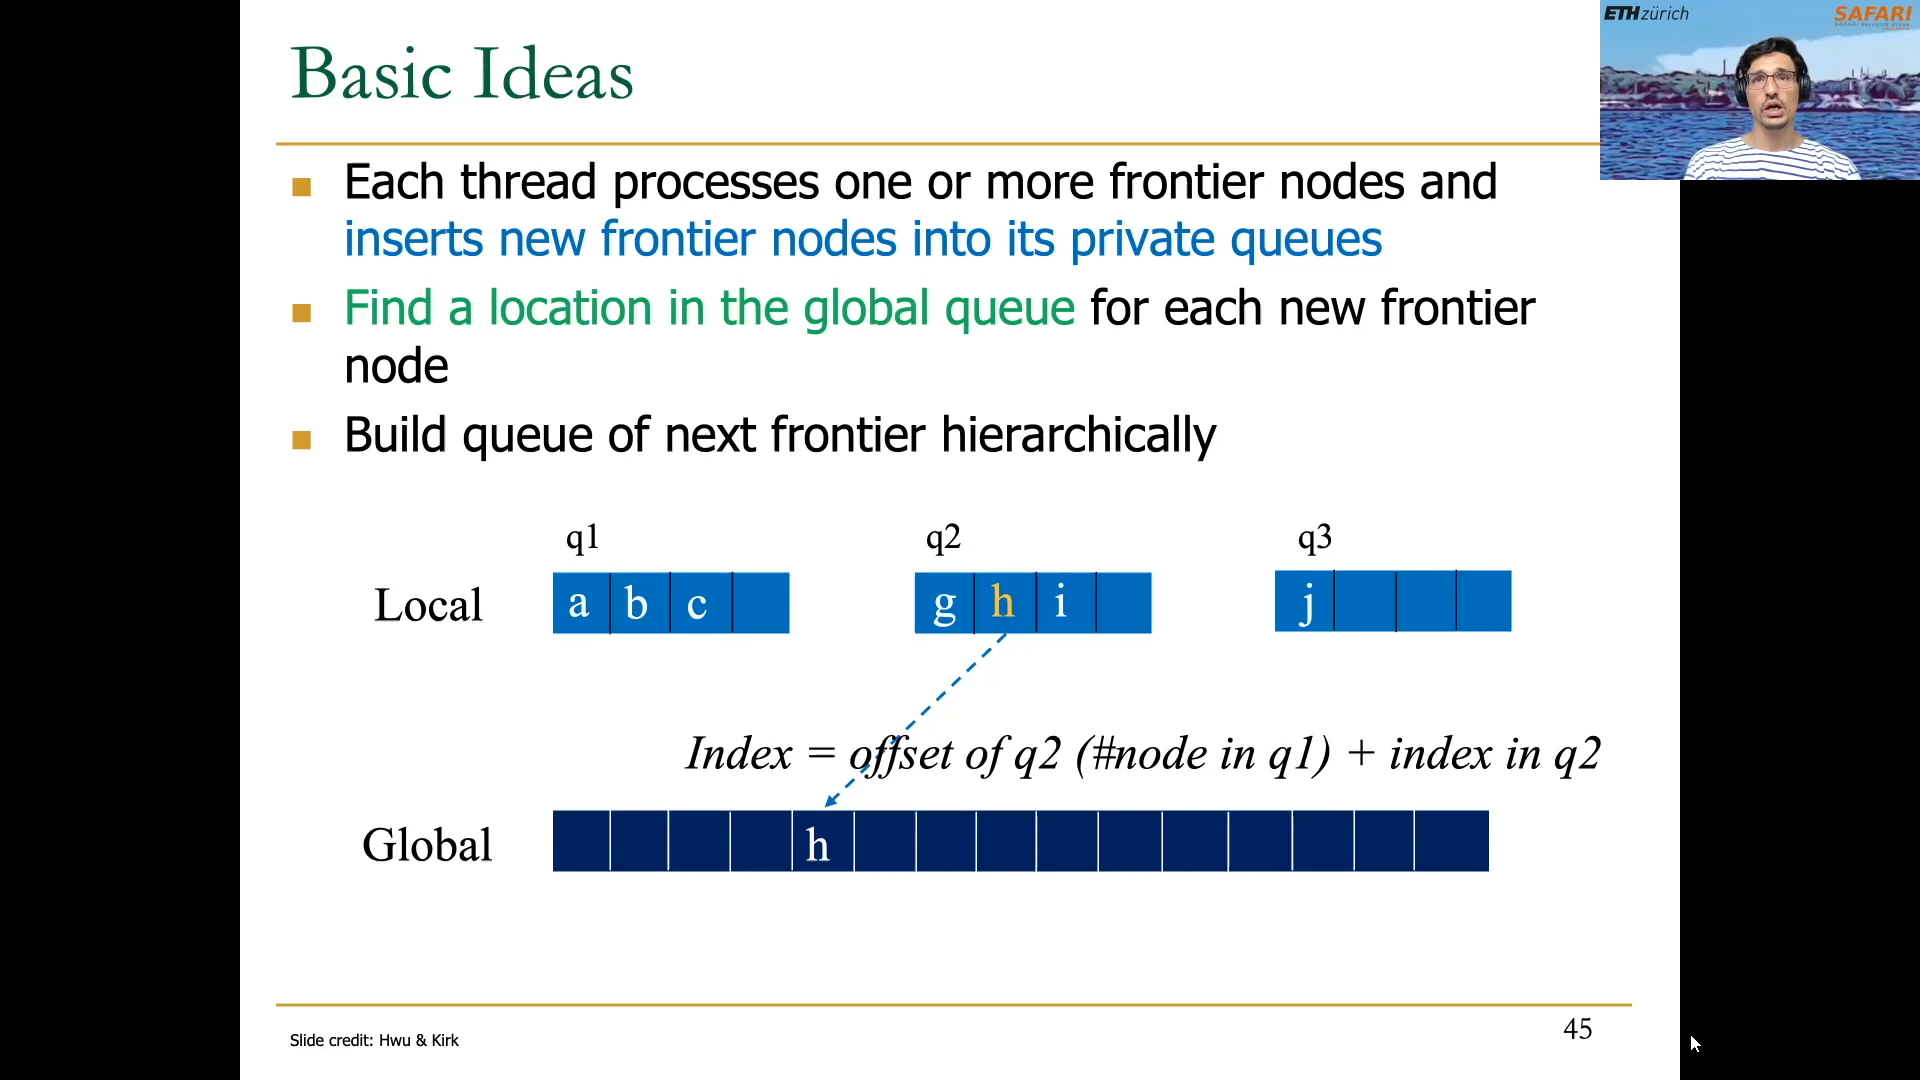 Basic Ideas
ETH zürich
SAFARI
Each thread processes one or more frontier nodes and
inserts new frontier nodes into its private queues
Find a location in the global queue for each new frontier
node
Build queue of next frontier hierarchically
q1 q2 q3
Local a b c g h i j
Index = offset of q2 (#node in q1) + index in q2
Global h
Slide credit: Hwu & Kirk
45